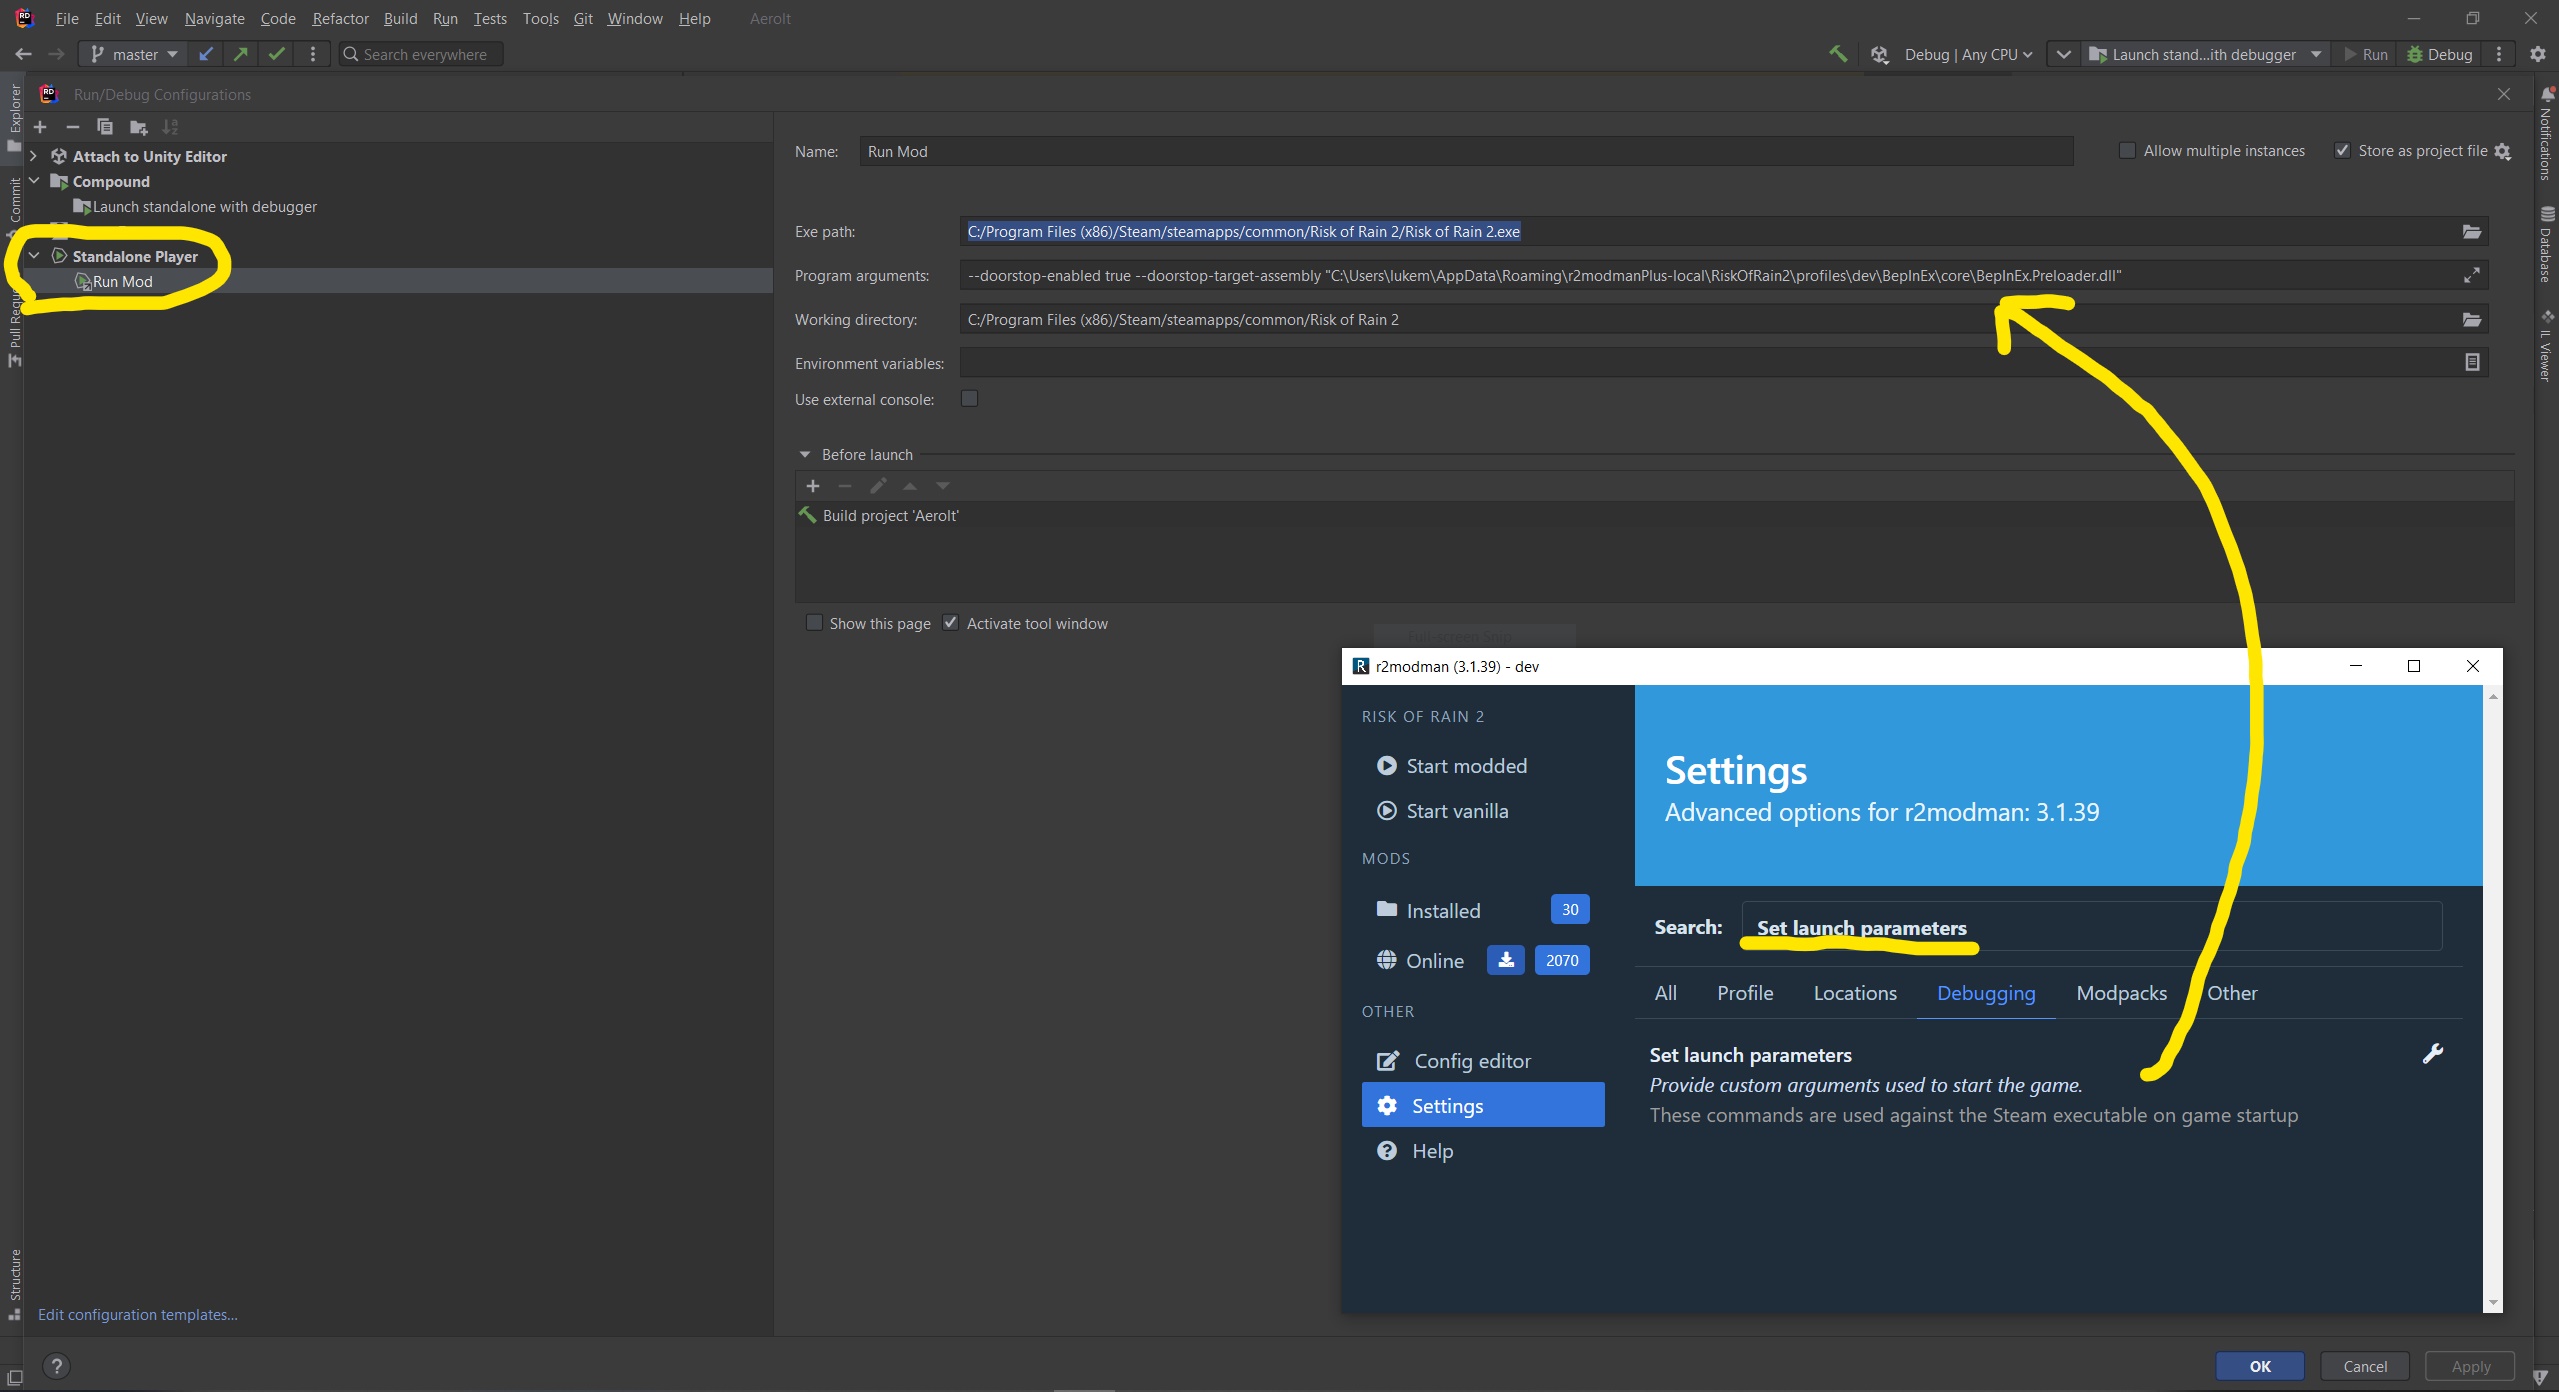 File Edit View Navigate Code Refactor Build Run Tests Tools Git Window Help Aerolt
master Search everywhere Debug | Any CPU Launch stand...ith debugger Run Debug
Run/Debug Configurations
Explorer
Commit
Pull Requ
Structure
Attach to Unity Editor
Compound
Launch standalone with debugger
Standalone Player
Run Mod
Edit configuration templates...
Name: Run Mod Allow multiple instances Store as project file
Exe path: C:/Program Files (x86)/Steam/steamapps/common/Risk of Rain 2/Risk of Rain 2.exe
Program arguments: --doorstop-enabled true --doorstop-target-assembly "C:\Users\lukem\AppData\Roaming\r2modmanPlus-local\RiskOfRain2\profiles\dev\BepInEx\core\BepInEx.Preloader.dll"
Working directory: C:/Program Files (x86)/Steam/steamapps/common/Risk of Rain 2
Environment variables:
Use external console:
Before launch
Build project 'Aerolt'
Show this page Activate tool window
Full-screen Snip
Notifications
Database
IL Viewer
r2modman (3.1.39) - dev
RISK OF RAIN 2
Start modded
Start vanilla
MODS
Installed 30
Online 2070
OTHER
Config editor
Settings
Help
Settings
Advanced options for r2modman: 3.1.39
Search: Set launch parameters
All Profile Locations Debugging Modpacks Other
Set launch parameters
Provide custom arguments used to start the game.
These commands are used against the Steam executable on game startup
OK Cancel Apply